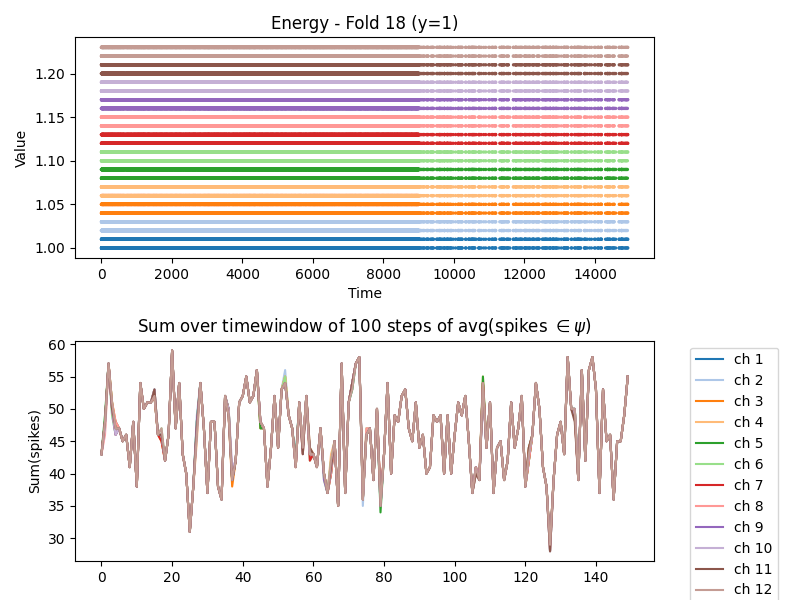 Energy - Fold 18 (y=1)
1.20
1.15
1.10
1.05
1.00
Value
0 2000 4000 6000 8000 10000 12000 14000
Time
Sum over timewindow of 100 steps of avg(spikes ∈ψ)
60
55
50
45
40
35
30
Sum(spikes)
0 20 40 60 80 100 120 140
ch 1
ch 2
ch 3
ch 4
ch 5
ch 6
ch 7
ch 8
ch 9
ch 10
ch 11
ch 12